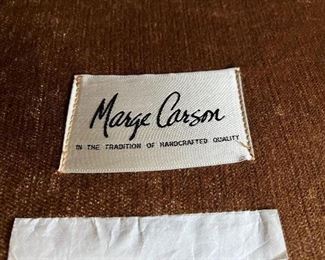 Marge Carson
IN THE TRADITION OF HANDCRAFTED QUALITY